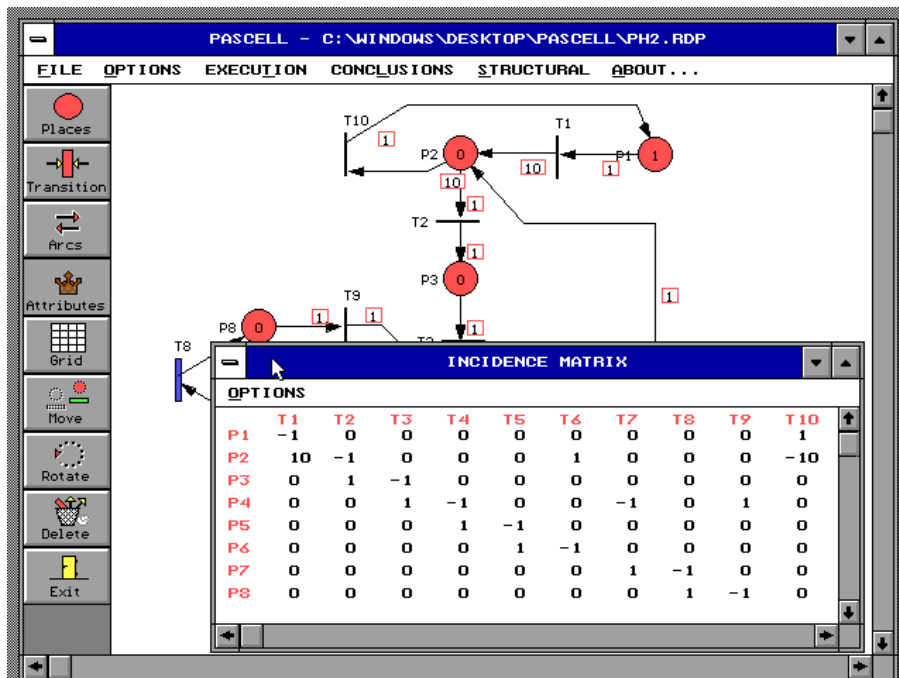 PASCELL - C:\WINDOWS\DESKTOP\PASCELL\PH2.RDP
FILE OPTIONS EXECUTION CONCLUSIONS STRUCTURAL ABOUT...
Places
Transition
Arcs
Attributes
Grid
Move
Rotate
Delete
Exit
T10 T1
1
P2 0 10 1 P1 1
10
1
T2
1
P3 0
1
T9
P8 0 1 1
1
T8
INCIDENCE MATRIX
OPTIONS
T1 T2 T3 T4 T5 T6 T7 T8 T9 T10
P1 -1 0 0 0 0 0 0 0 0 1
P2 10 -1 0 0 0 1 0 0 0 -10
P3 0 1 -1 0 0 0 0 0 0 0
P4 0 0 1 -1 0 0 -1 0 1 0
P5 0 0 0 1 -1 0 0 0 0 0
P6 0 0 0 0 1 -1 0 0 0 0
P7 0 0 0 0 0 0 1 -1 0 0
P8 0 0 0 0 0 0 0 1 -1 0